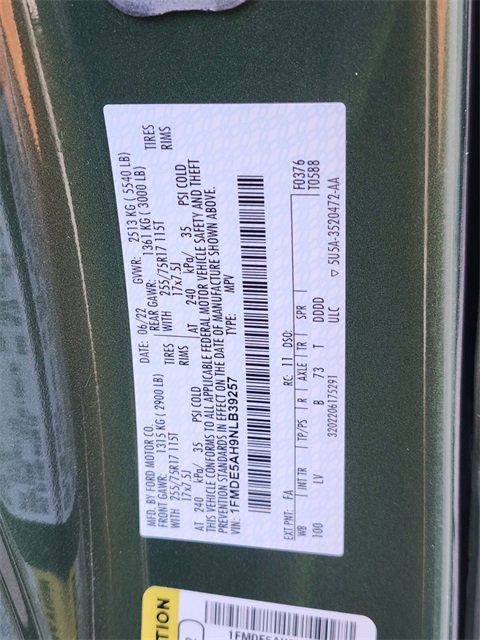 MFD. BY FORD MOTOR CO.
DATE: 06/22 GVWR: 2513 KG ( 5540 LB)
FRONT GAWR: 1315 KG ( 2900 LB) REAR GAWR: 1361 KG ( 3000 LB)
WITH 255/75R17 115T TIRES WITH 255/75R17 115T TIRES
17x7.5J RIMS 17x7.5J RIMS
AT 240 kPa/ 35 PSI COLD AT 240 kPa/ 35 PSI COLD
THIS VEHICLE CONFORMS TO ALL APPLICABLE FEDERAL MOTOR VEHICLE SAFETY AND THEFT
PREVENTION STANDARDS IN EFFECT ON THE DATE OF MANUFACTURE SHOWN ABOVE.
VIN: 1FMDE5AH9NLB39257 TYPE: MPV
F0376
EXT PNT: FA RC: 11 DSO: T0588
WB INT TR TP/PS R AXLE TR SPR
100 LV B 73 T DDDD
3202206175291 ULC ▽ 5U5A-3520472-AA